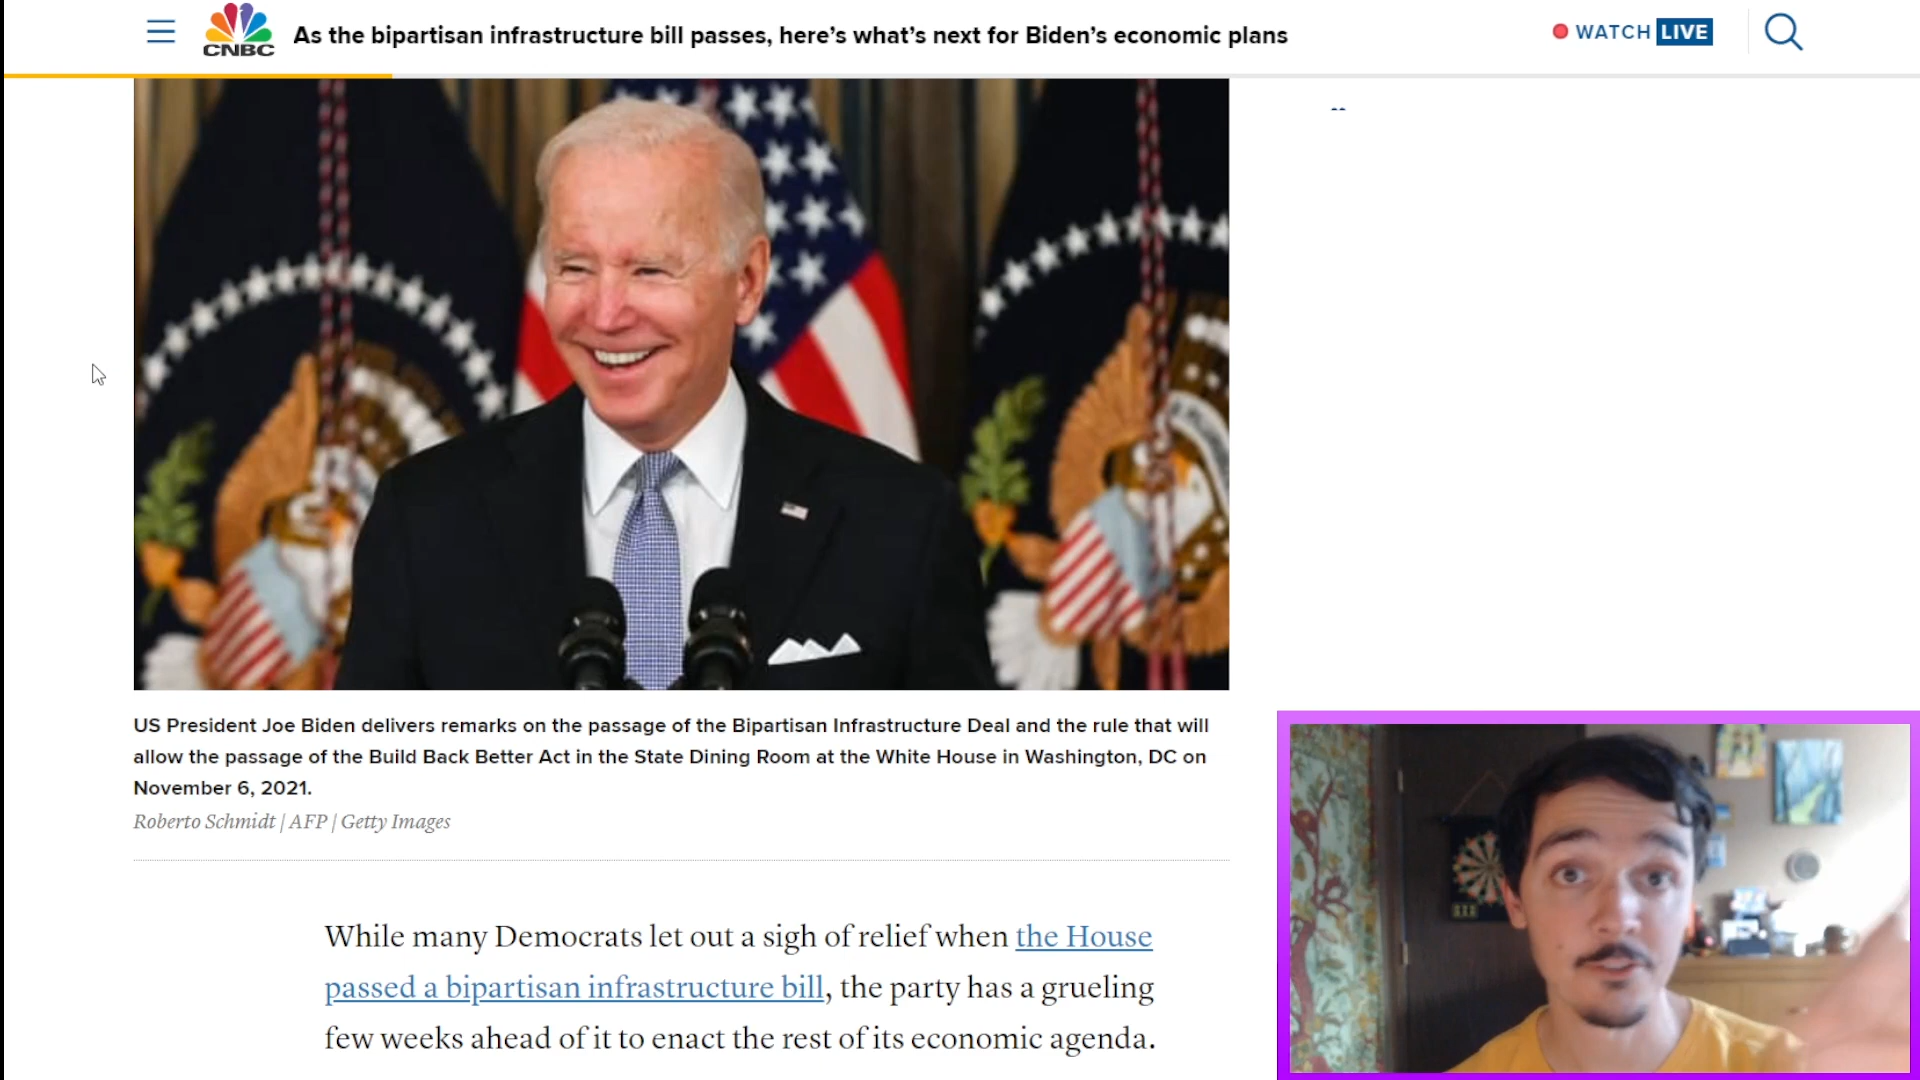 CNBC
As the bipartisan infrastructure bill passes, here’s what’s next for Biden’s economic plans
WATCH LIVE
US President Joe Biden delivers remarks on the passage of the Bipartisan Infrastructure Deal and the rule that will
allow the passage of the Build Back Better Act in the State Dining Room at the White House in Washington, DC on
November 6, 2021.
Roberto Schmidt | AFP | Getty Images
While many Democrats let out a sigh of relief when the House
passed a bipartisan infrastructure bill, the party has a grueling
few weeks ahead of it to enact the rest of its economic agenda.